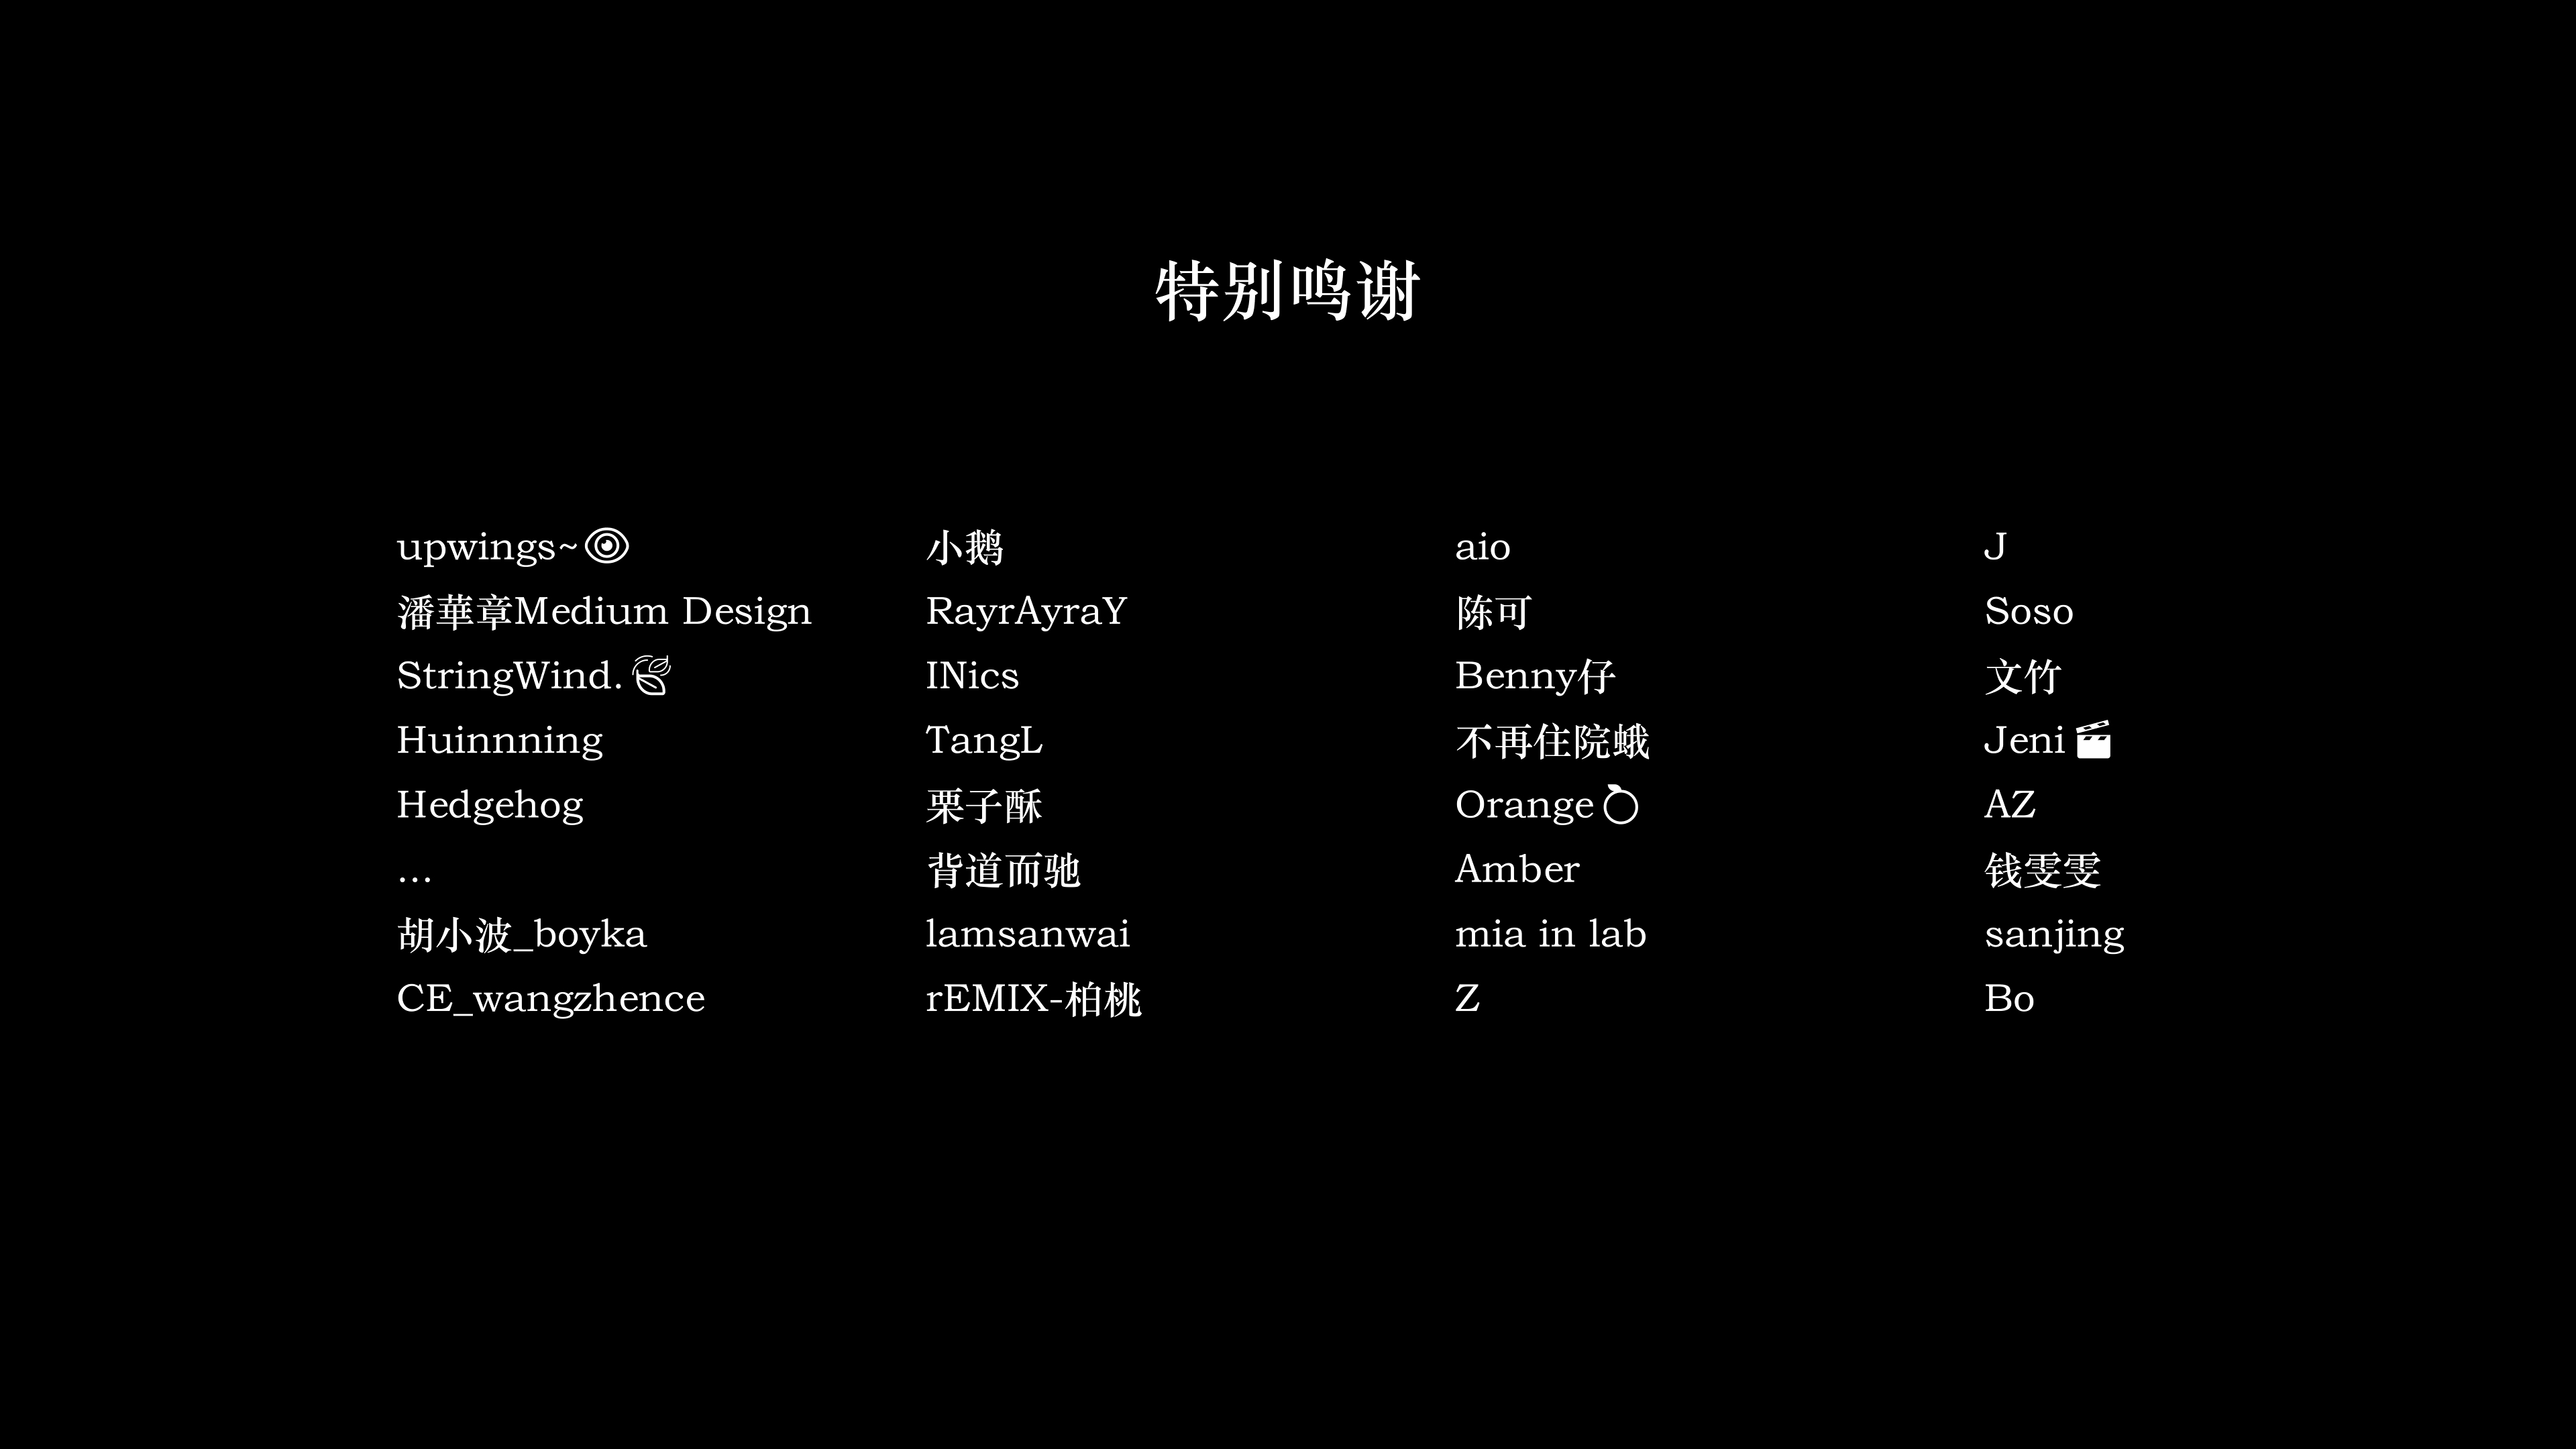 特别鸣谢
upwings~👁
潘華章Medium Design
StringWind.🍃
Huinnning
Hedgehog
...
胡小波_boyka
CE_wangzhence
小鹅
RayrAyraY
INics
TangL
栗子酥
背道而驰
lamsanwai
rEMIX-柏桃
aio
陈可
Benny仔
不再住院蛾
Orange🍊
Amber
mia in lab
Z
J
Soso
文竹
Jeni🎬
AZ
钱雯雯
sanjing
Bo